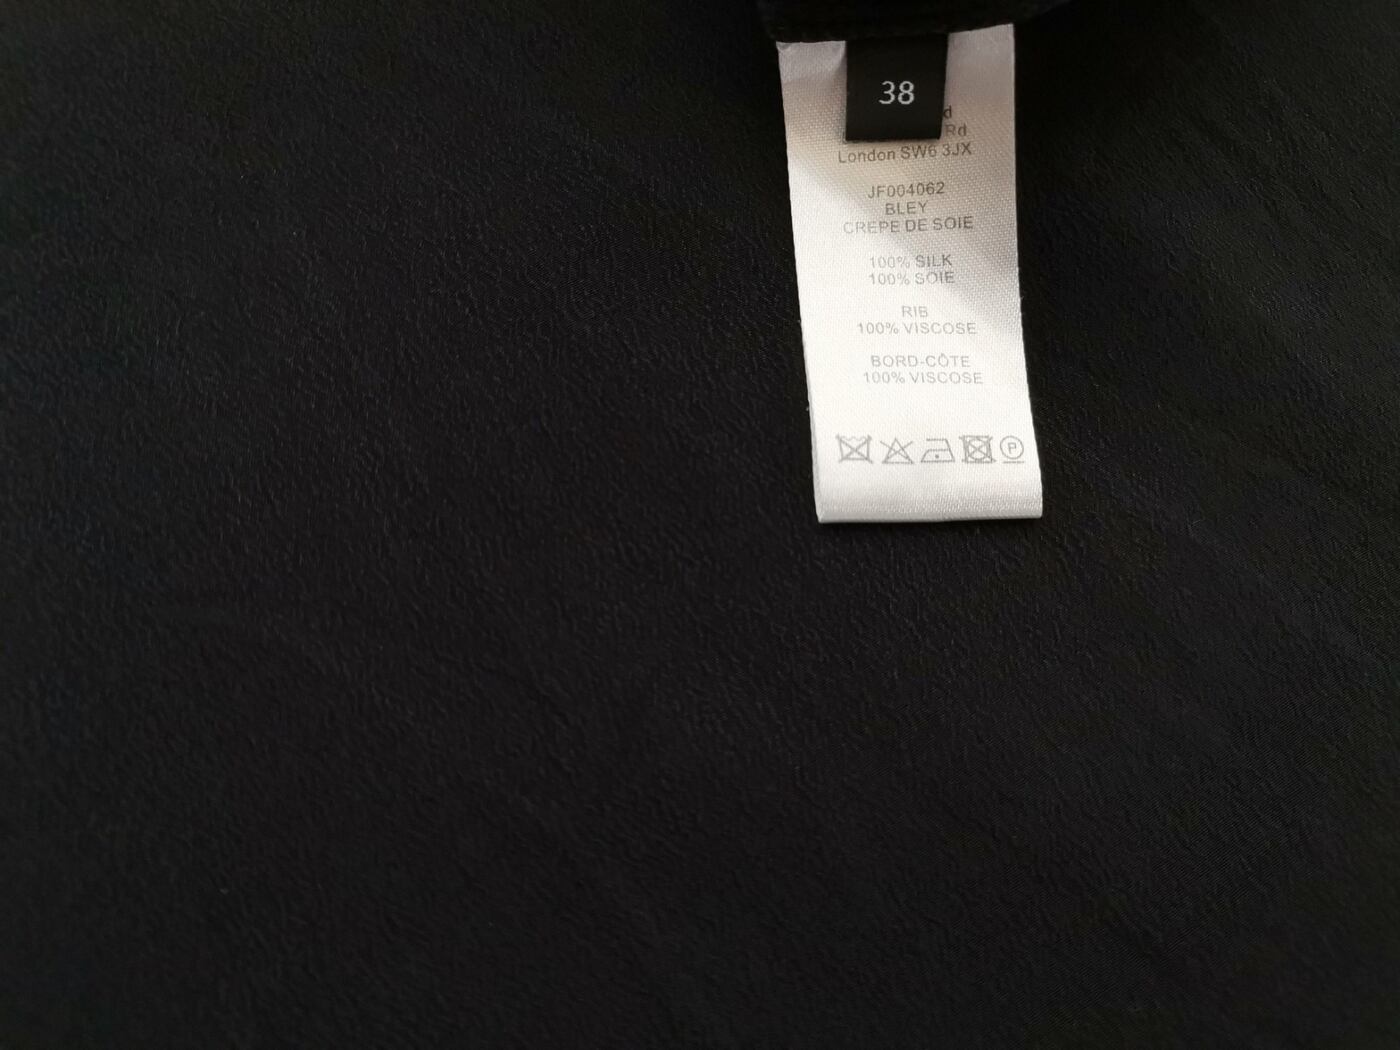 38
d
Rd
London SW6 3JX
JF004062
BLEY
CREPE DE SOIE
100% SILK
100% SOIE
RIB
100% VISCOSE
BORD-CÔTE
100% VISCOSE
P